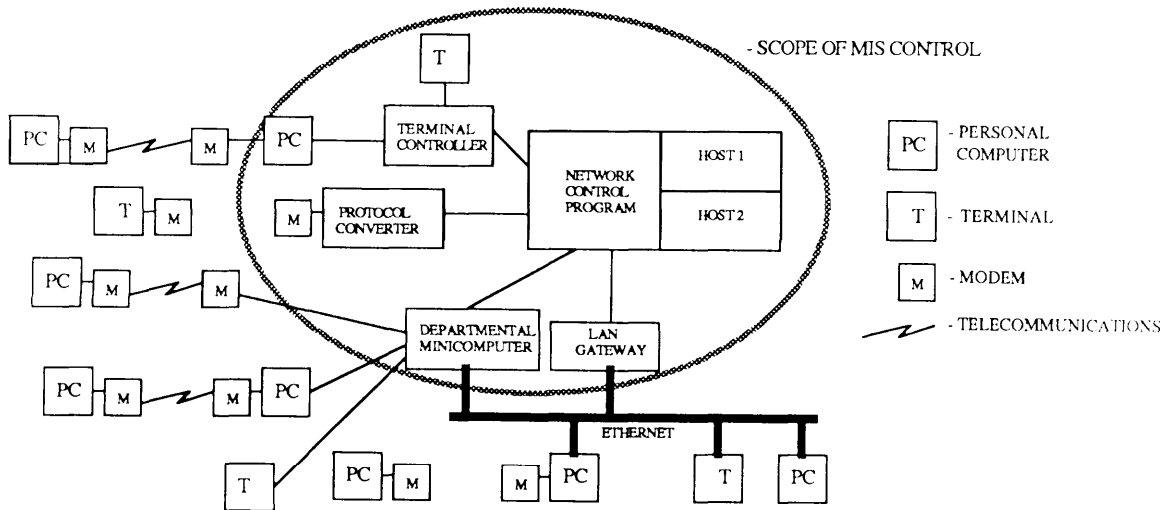 - SCOPE OF MIS CONTROL
T
PC
M
M
PC
TERMINAL
CONTROLLER
NETWORK
CONTROL
PROGRAM
HOST 1
HOST 2
PC
- PERSONAL
COMPUTER
T
M
M
PROTOCOL
CONVERTER
T
- TERMINAL
PC
M
M
M
- MODEM
- TELECOMMUNICATIONS
DEPARTMENTAL
MINICOMPUTER
LAN
GATEWAY
PC
M
M
PC
ETHERNET
T
PC
M
M
PC
T
PC